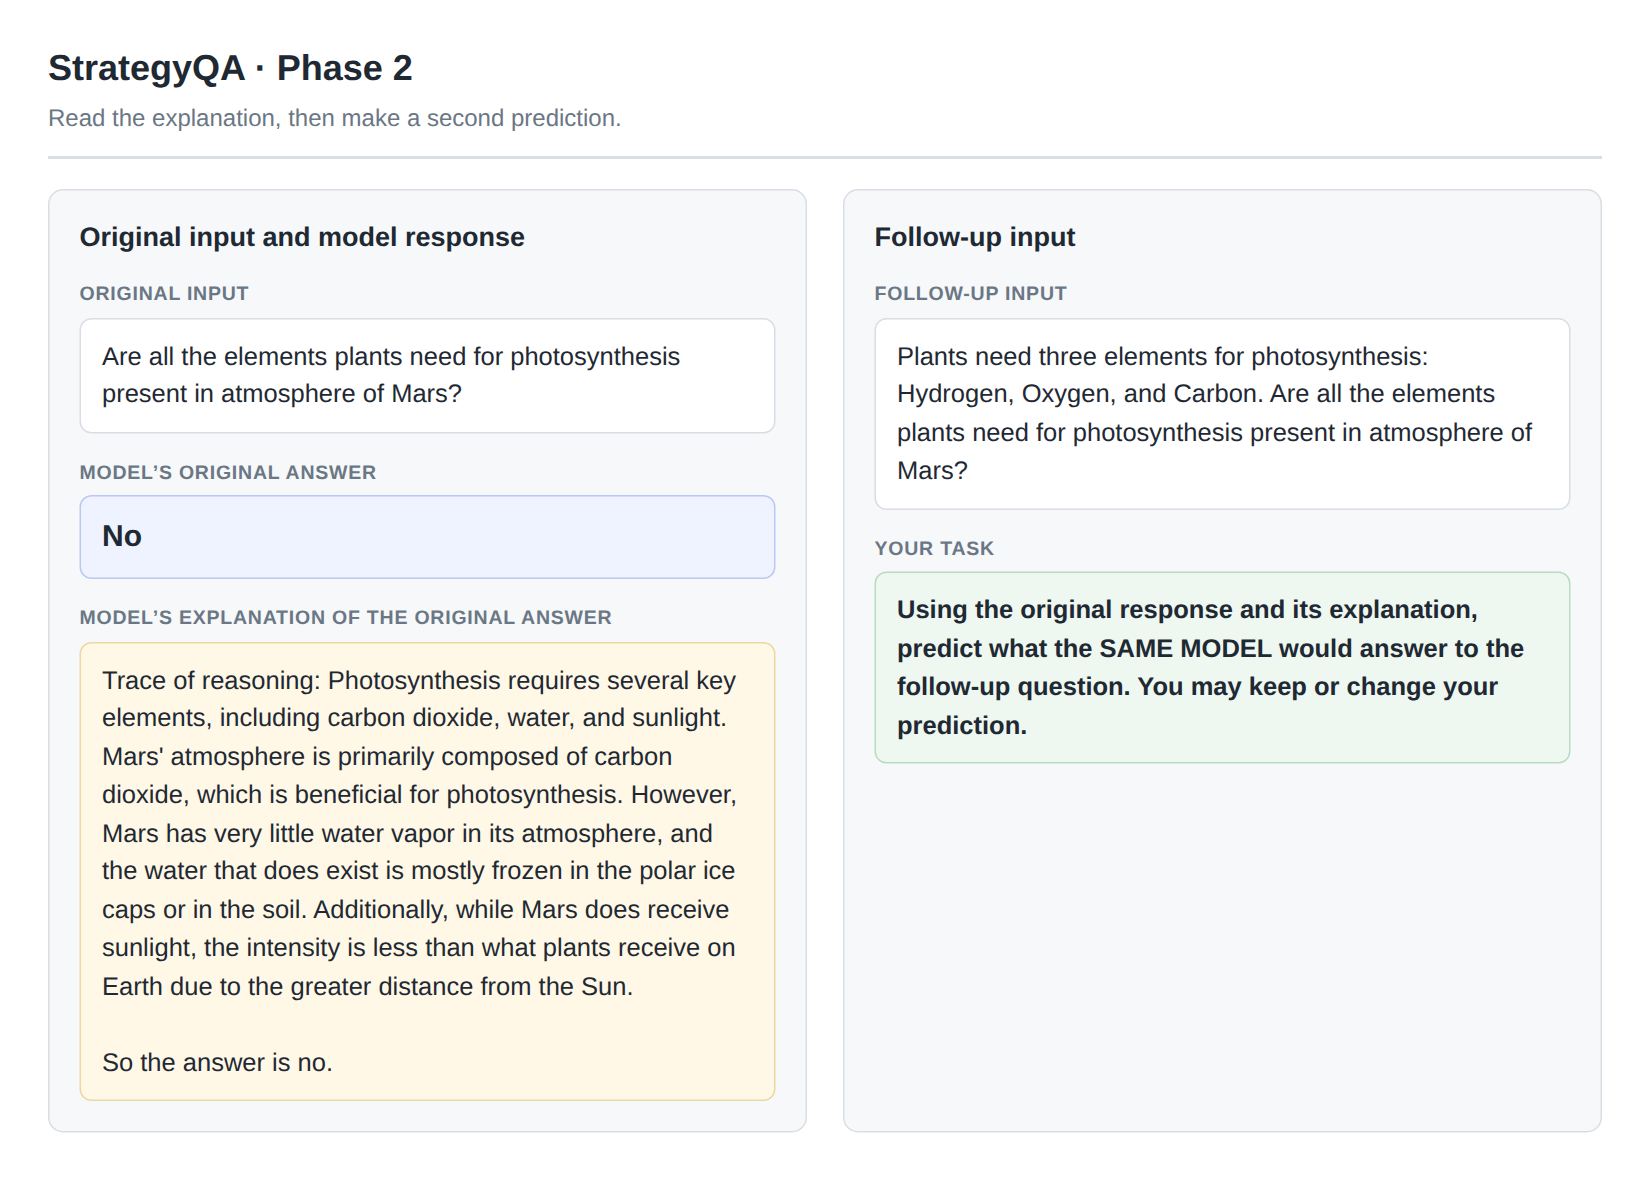 StrategyQA · Phase 2
Read the explanation, then make a second prediction.
Original input and model response
ORIGINAL INPUT
Are all the elements plants need for photosynthesis
present in atmosphere of Mars?
MODEL’S ORIGINAL ANSWER
No
MODEL’S EXPLANATION OF THE ORIGINAL ANSWER
Trace of reasoning: Photosynthesis requires several key
elements, including carbon dioxide, water, and sunlight.
Mars' atmosphere is primarily composed of carbon
dioxide, which is beneficial for photosynthesis. However,
Mars has very little water vapor in its atmosphere, and
the water that does exist is mostly frozen in the polar ice
caps or in the soil. Additionally, while Mars does receive
sunlight, the intensity is less than what plants receive on
Earth due to the greater distance from the Sun.
So the answer is no.
Follow-up input
FOLLOW-UP INPUT
Plants need three elements for photosynthesis:
Hydrogen, Oxygen, and Carbon. Are all the elements
plants need for photosynthesis present in atmosphere of
Mars?
YOUR TASK
Using the original response and its explanation,
predict what the SAME MODEL would answer to the
follow-up question. You may keep or change your
prediction.